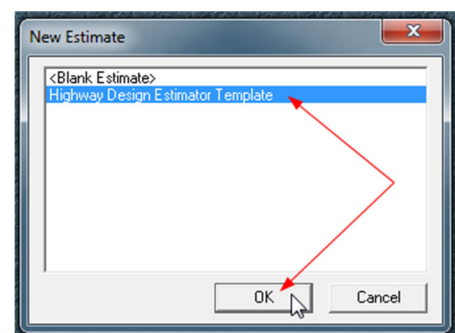 New Estimate
<Blank Estimate>
Highway Design Estimator Template
OK
Cancel